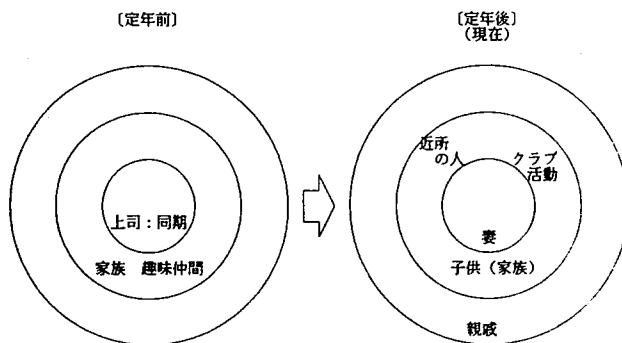 〔定年前〕
〔定年後〕
（現在）
上司：同期
家族　趣味仲間
近所
の人
クラブ
活動
妻
子供（家族）
親戚